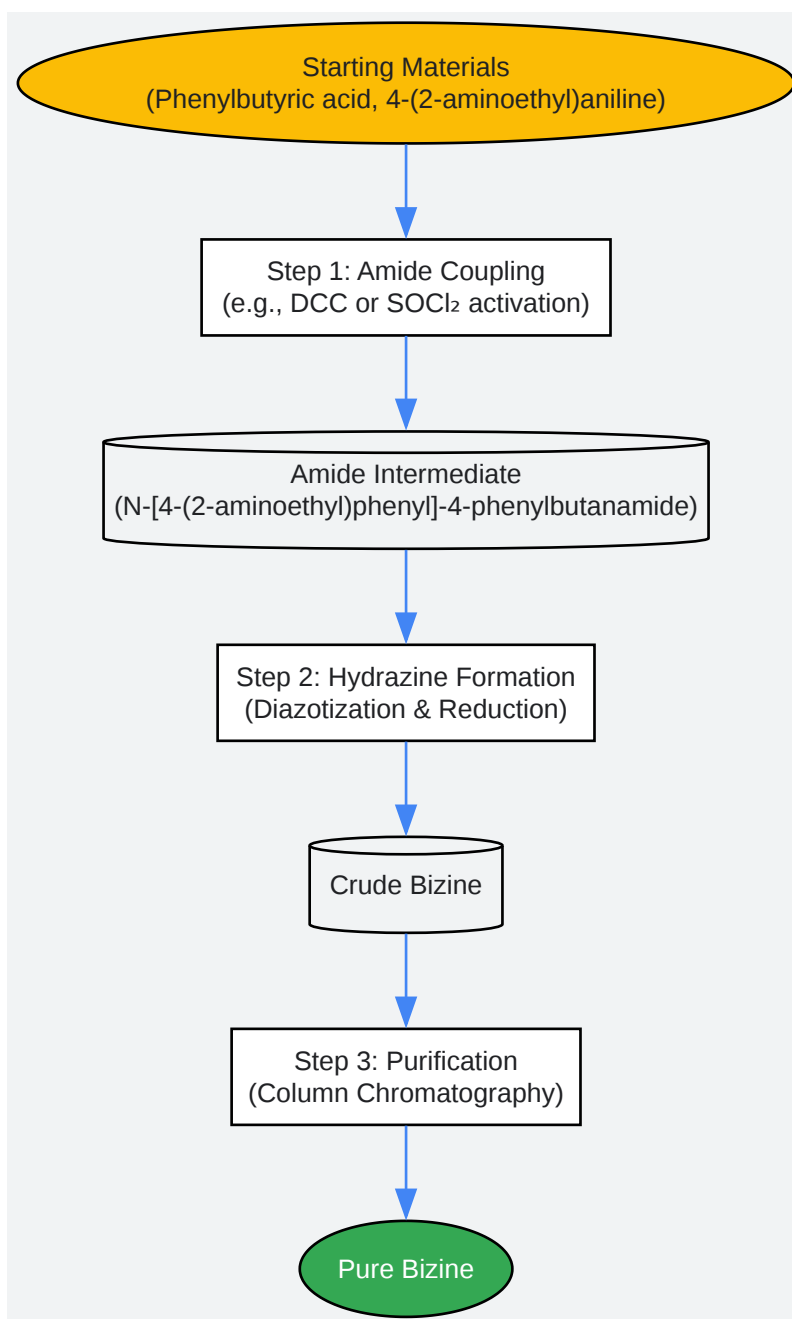 Starting Materials
(Phenylbutyric acid, 4-(2-aminoethyl)aniline)
Step 1: Amide Coupling
(e.g., DCC or SOCl₂ activation)
Amide Intermediate
(N-[4-(2-aminoethyl)phenyl]-4-phenylbutanamide)
Step 2: Hydrazine Formation
(Diazotization & Reduction)
Crude Bizine
Step 3: Purification
(Column Chromatography)
Pure Bizine